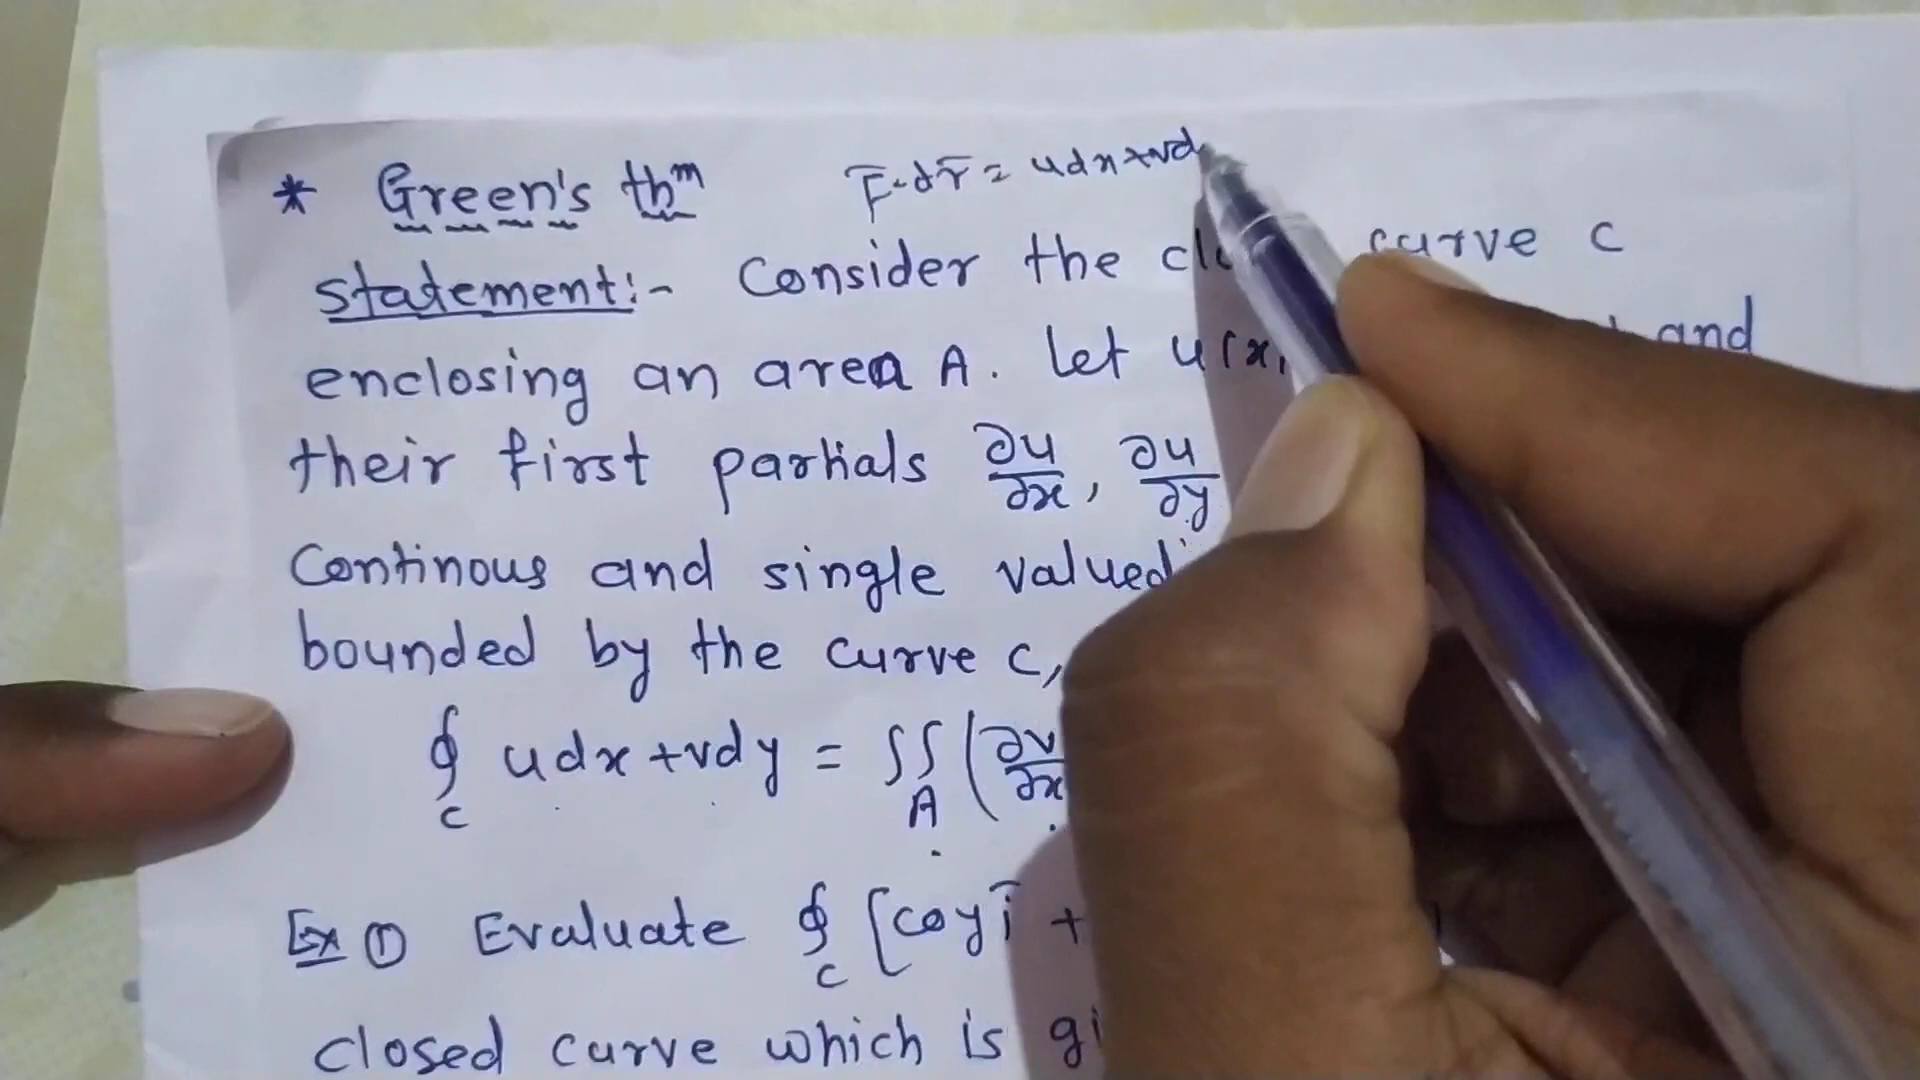 * Green's thm F̄·dr̄ = udx+vd
Statement:- Consider the curve c
enclosing an area A. Let u(x, and
their first partials ∂u/∂x, ∂u/∂y
Continous and single valued
bounded by the curve c,
∮c udx+vdy = ∬A (∂v/∂x
Ex ① Evaluate ∮c [cosy ī +
closed curve which is